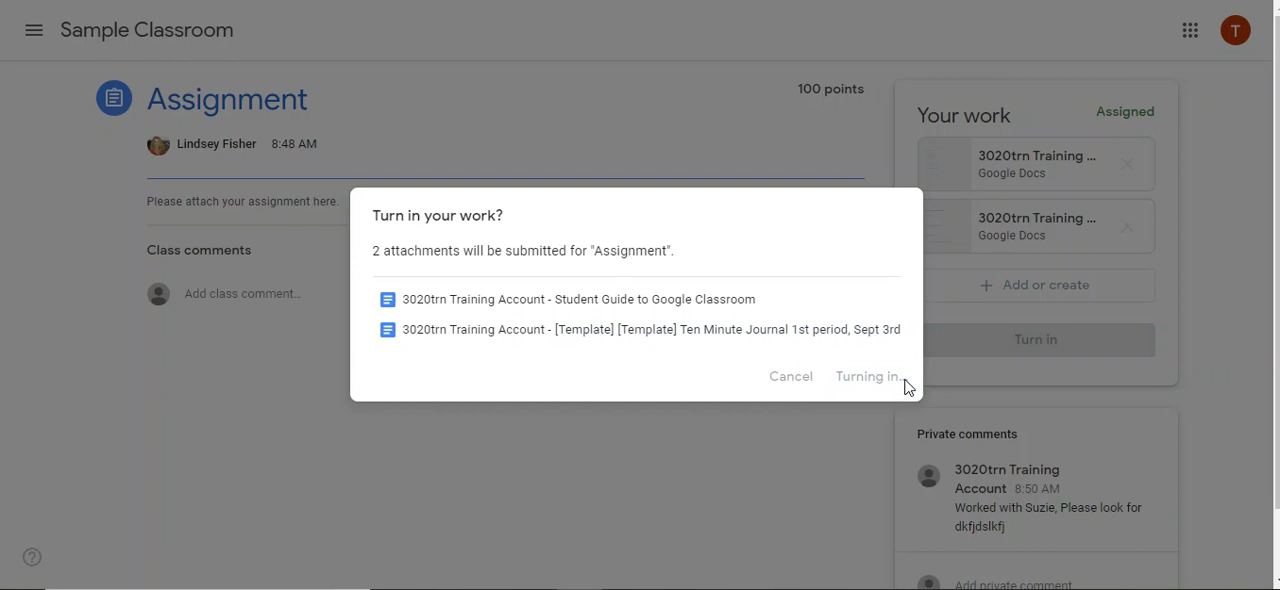 Sample Classroom
T
Assignment
100 points
Lindsey Fisher 8:48 AM
Please attach your assignment here.
Class comments
Add class comment...
Your work
Assigned
3020trn Training ...
Google Docs
3020trn Training ...
Google Docs
+ Add or create
Turn in
Turn in your work?
2 attachments will be submitted for "Assignment".
3020trn Training Account - Student Guide to Google Classroom
3020trn Training Account - [Template] [Template] Ten Minute Journal 1st period, Sept 3rd
Cancel
Turning in...
Private comments
3020trn Training
Account 8:50 AM
Worked with Suzie, Please look for
dkfjdslkfj
Add private comment...